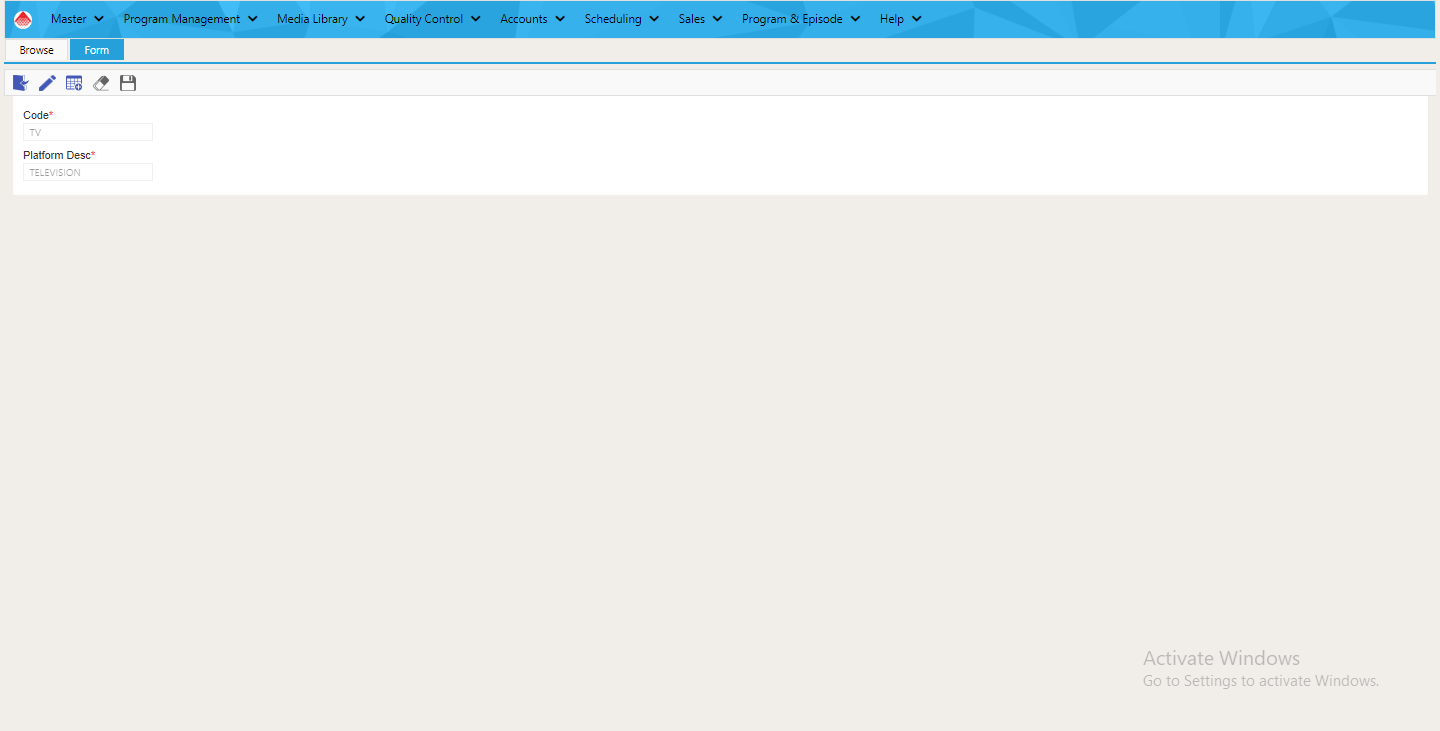 Master Program Management Media Library Quality Control Accounts Scheduling Sales Program & Episode Help
Browse Form
Code*
TV
Platform Desc*
TELEVISION
Activate Windows
Go to Settings to activate Windows.